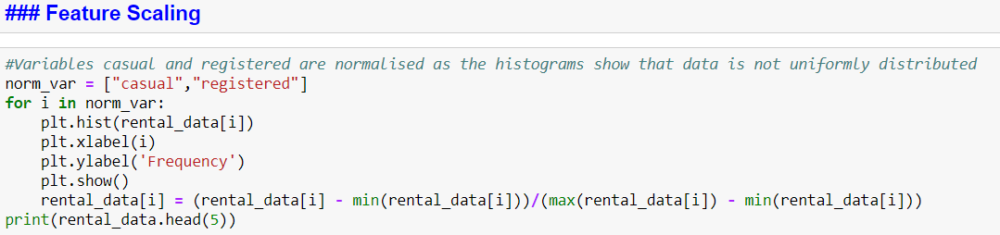 ### Feature Scaling
#Variables casual and registered are normalised as the histograms show that data is not uniformly distributed
norm_var = ["casual","registered"]
for i in norm_var:
    plt.hist(rental_data[i])
    plt.xlabel(i)
    plt.ylabel('Frequency')
    plt.show()
    rental_data[i] = (rental_data[i] - min(rental_data[i]))/(max(rental_data[i]) - min(rental_data[i]))
print(rental_data.head(5))